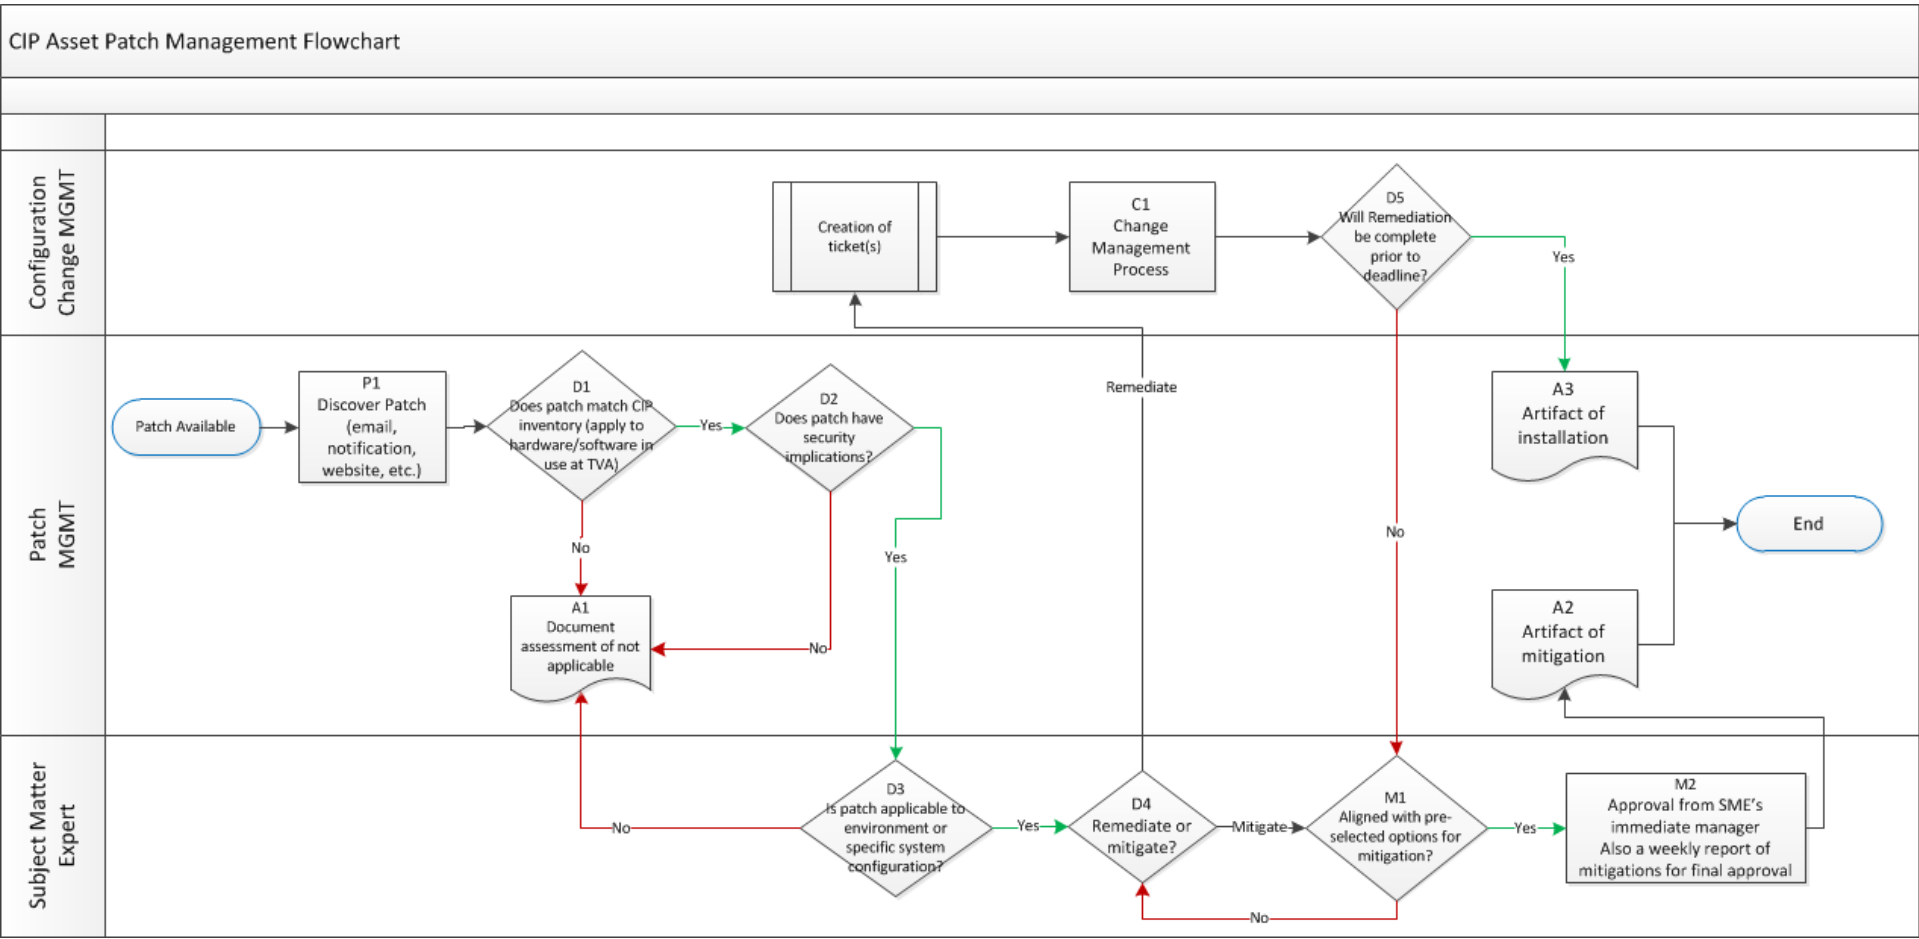 CIP Asset Patch Management Flowchart
Configuration
Change MGMT
Creation of
ticket(s)
C1
Change
Management
Process
D5
Will Remediation
be complete
prior to
deadline?
Yes
No
Patch
MGMT
Patch Available
P1
Discover Patch
(email,
notification,
website, etc.)
D1
Does patch match CIP
inventory (apply to
hardware/software in
use at TVA)
Yes
No
D2
Does patch have
security
implications?
Yes
No
A1
Document
assessment of not
applicable
Remediate
A3
Artifact of
installation
A2
Artifact of
mitigation
End
Subject Matter
Expert
No
D3
Is patch applicable to
environment or
specific system
configuration?
Yes
D4
Remediate or
mitigate?
Mitigate
M1
Aligned with pre-
selected options for
mitigation?
Yes
No
M2
Approval from SME's
immediate manager
Also a weekly report of
mitigations for final approval